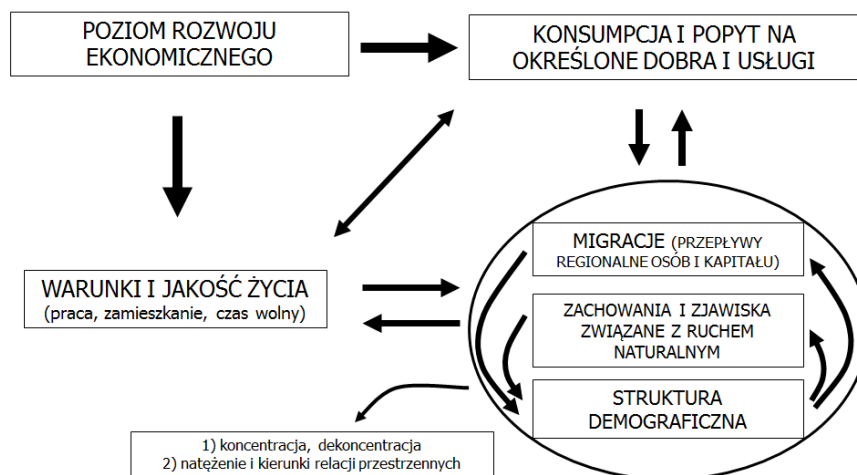 POZIOM ROZWOJU
EKONOMICZNEGO
KONSUMPCJA I POPYT NA
OKREŚLONE DOBRA I USŁUGI
MIGRACJE (PRZEPŁYWY
REGIONALNE OSÓB I KAPITAŁU)
WARUNKI I JAKOŚĆ ŻYCIA
(praca, zamieszkanie, czas wolny)
ZACHOWANIA I ZJAWISKA
ZWIĄZANE Z RUCHEM
NATURALNYM
STRUKTURA
DEMOGRAFICZNA
1) koncentracja, dekoncentracja
2) natężenie i kierunki relacji przestrzennych